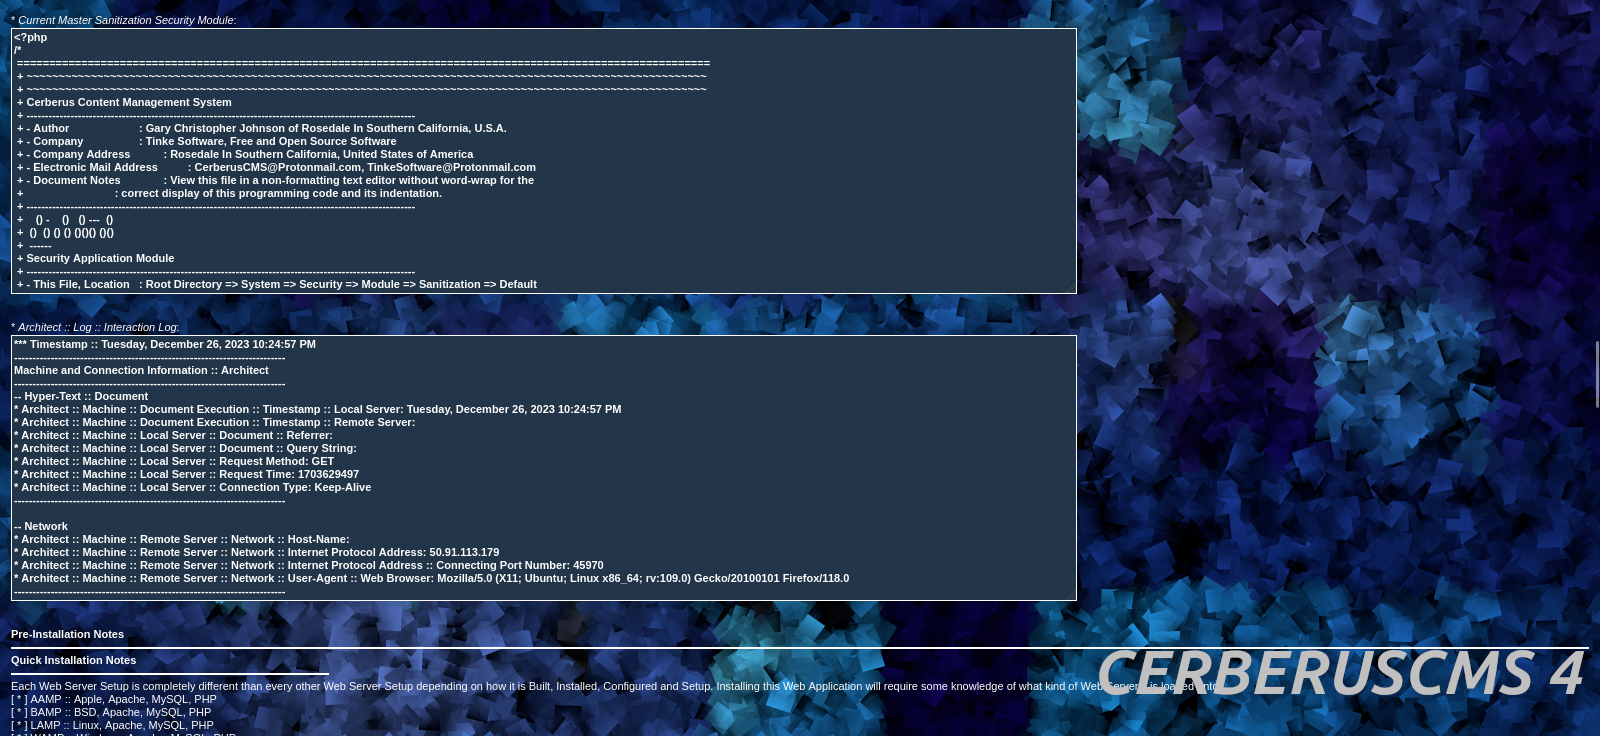 * Current Master Sanitization Security Module:
<?php
/*
============================================================================================================
+ ~~~~~~~~~~~~~~~~~~~~~~~~~~~~~~~~~~~~~~~~~~~~~~~~~~~~~~~~~~~~~~~~~~~~~~~~~~~~~~~~~~~~~~~~~~~~~~~~~~~~~~~~~~
+ ~~~~~~~~~~~~~~~~~~~~~~~~~~~~~~~~~~~~~~~~~~~~~~~~~~~~~~~~~~~~~~~~~~~~~~~~~~~~~~~~~~~~~~~~~~~~~~~~~~~~~~~~~~
+ Cerberus Content Management System
+ ---------------------------------------------------------------------------------------------------------
+ - Author : Gary Christopher Johnson of Rosedale In Southern California, U.S.A.
+ - Company : Tinke Software, Free and Open Source Software
+ - Company Address : Rosedale In Southern California, United States of America
+ - Electronic Mail Address : CerberusCMS@Protonmail.com, TinkeSoftware@Protonmail.com
+ - Document Notes : View this file in a non-formatting text editor without word-wrap for the
+ : correct display of this programming code and its indentation.
+ ---------------------------------------------------------------------------------------------------------
+ () - () () --- ()
+ () () () () ()()() ()()
+ ------
+ Security Application Module
+ ---------------------------------------------------------------------------------------------------------
+ - This File, Location : Root Directory => System => Security => Module => Sanitization => Default
* Architect :: Log :: Interaction Log:
*** Timestamp :: Tuesday, December 26, 2023 10:24:57 PM
-------------------------------------------------------------------------
Machine and Connection Information :: Architect
-------------------------------------------------------------------------
-- Hyper-Text :: Document
* Architect :: Machine :: Document Execution :: Timestamp :: Local Server: Tuesday, December 26, 2023 10:24:57 PM
* Architect :: Machine :: Document Execution :: Timestamp :: Remote Server:
* Architect :: Machine :: Local Server :: Document :: Referrer:
* Architect :: Machine :: Local Server :: Document :: Query String:
* Architect :: Machine :: Local Server :: Request Method: GET
* Architect :: Machine :: Local Server :: Request Time: 1703629497
* Architect :: Machine :: Local Server :: Connection Type: Keep-Alive
-------------------------------------------------------------------------
-- Network
* Architect :: Machine :: Remote Server :: Network :: Host-Name:
* Architect :: Machine :: Remote Server :: Network :: Internet Protocol Address: 50.91.113.179
* Architect :: Machine :: Remote Server :: Network :: Internet Protocol Address :: Connecting Port Number: 45970
* Architect :: Machine :: Remote Server :: Network :: User-Agent :: Web Browser: Mozilla/5.0 (X11; Ubuntu; Linux x86_64; rv:109.0) Gecko/20100101 Firefox/118.0
-------------------------------------------------------------------------
Pre-Installation Notes
Quick Installation Notes
CERBERUSCMS 4
Each Web Server Setup is completely different than every other Web Server Setup depending on how it is Built, Installed, Configured and Setup. Installing this Web Application will require some knowledge of what kind of Web Server is loaded
[ * ] AAMP :: Apple, Apache, MySQL, PHP
[ * ] BAMP :: BSD, Apache, MySQL, PHP
[ * ] LAMP :: Linux, Apache, MySQL, PHP
[ * ] WAMP :: Windows, Apache, MySQL, PHP